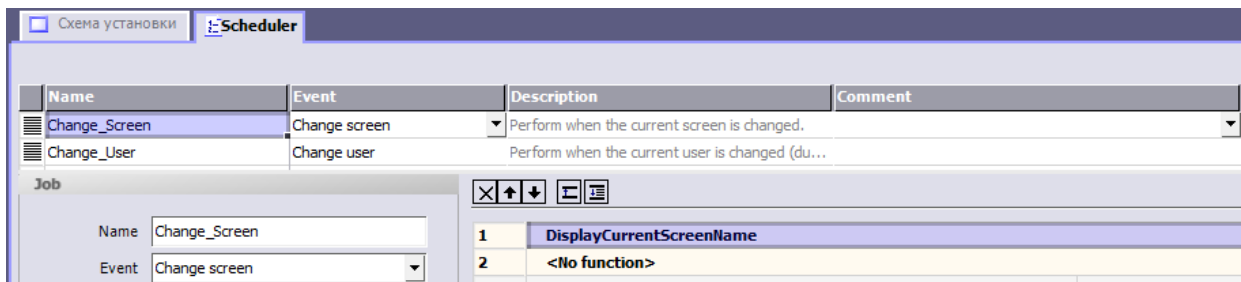 Схема установки Scheduler
Name Event Description Comment
Change_Screen Change screen Perform when the current screen is changed.
Change_User Change user Perform when the current user is changed (du...
Job
Name Change_Screen
Event Change screen
1 DisplayCurrentScreenName
2 <No function>